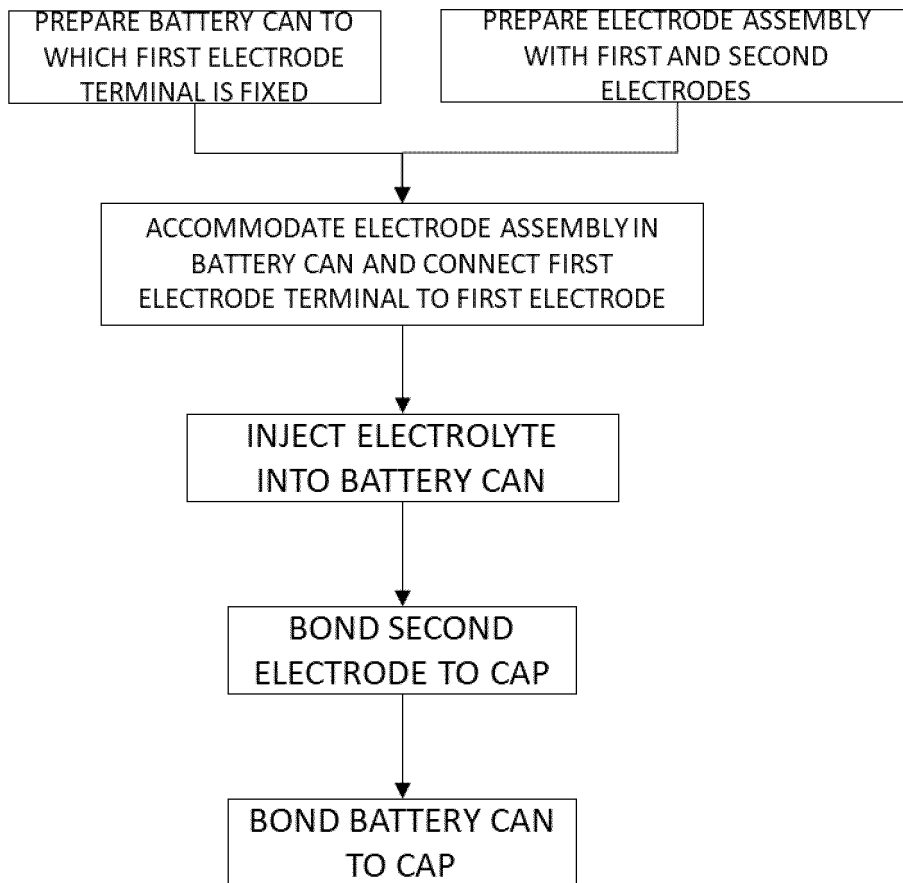 PREPARE BATTERY CAN TO
WHICH FIRST ELECTRODE
TERMINAL IS FIXED
PREPARE ELECTRODE ASSEMBLY
WITH FIRST AND SECOND
ELECTRODES
ACCOMMODATE ELECTRODE ASSEMBLY IN
BATTERY CAN AND CONNECT FIRST
ELECTRODE TERMINAL TO FIRST ELECTRODE
INJECT ELECTROLYTE
INTO BATTERY CAN
BOND SECOND
ELECTRODE TO CAP
BOND BATTERY CAN
TO CAP